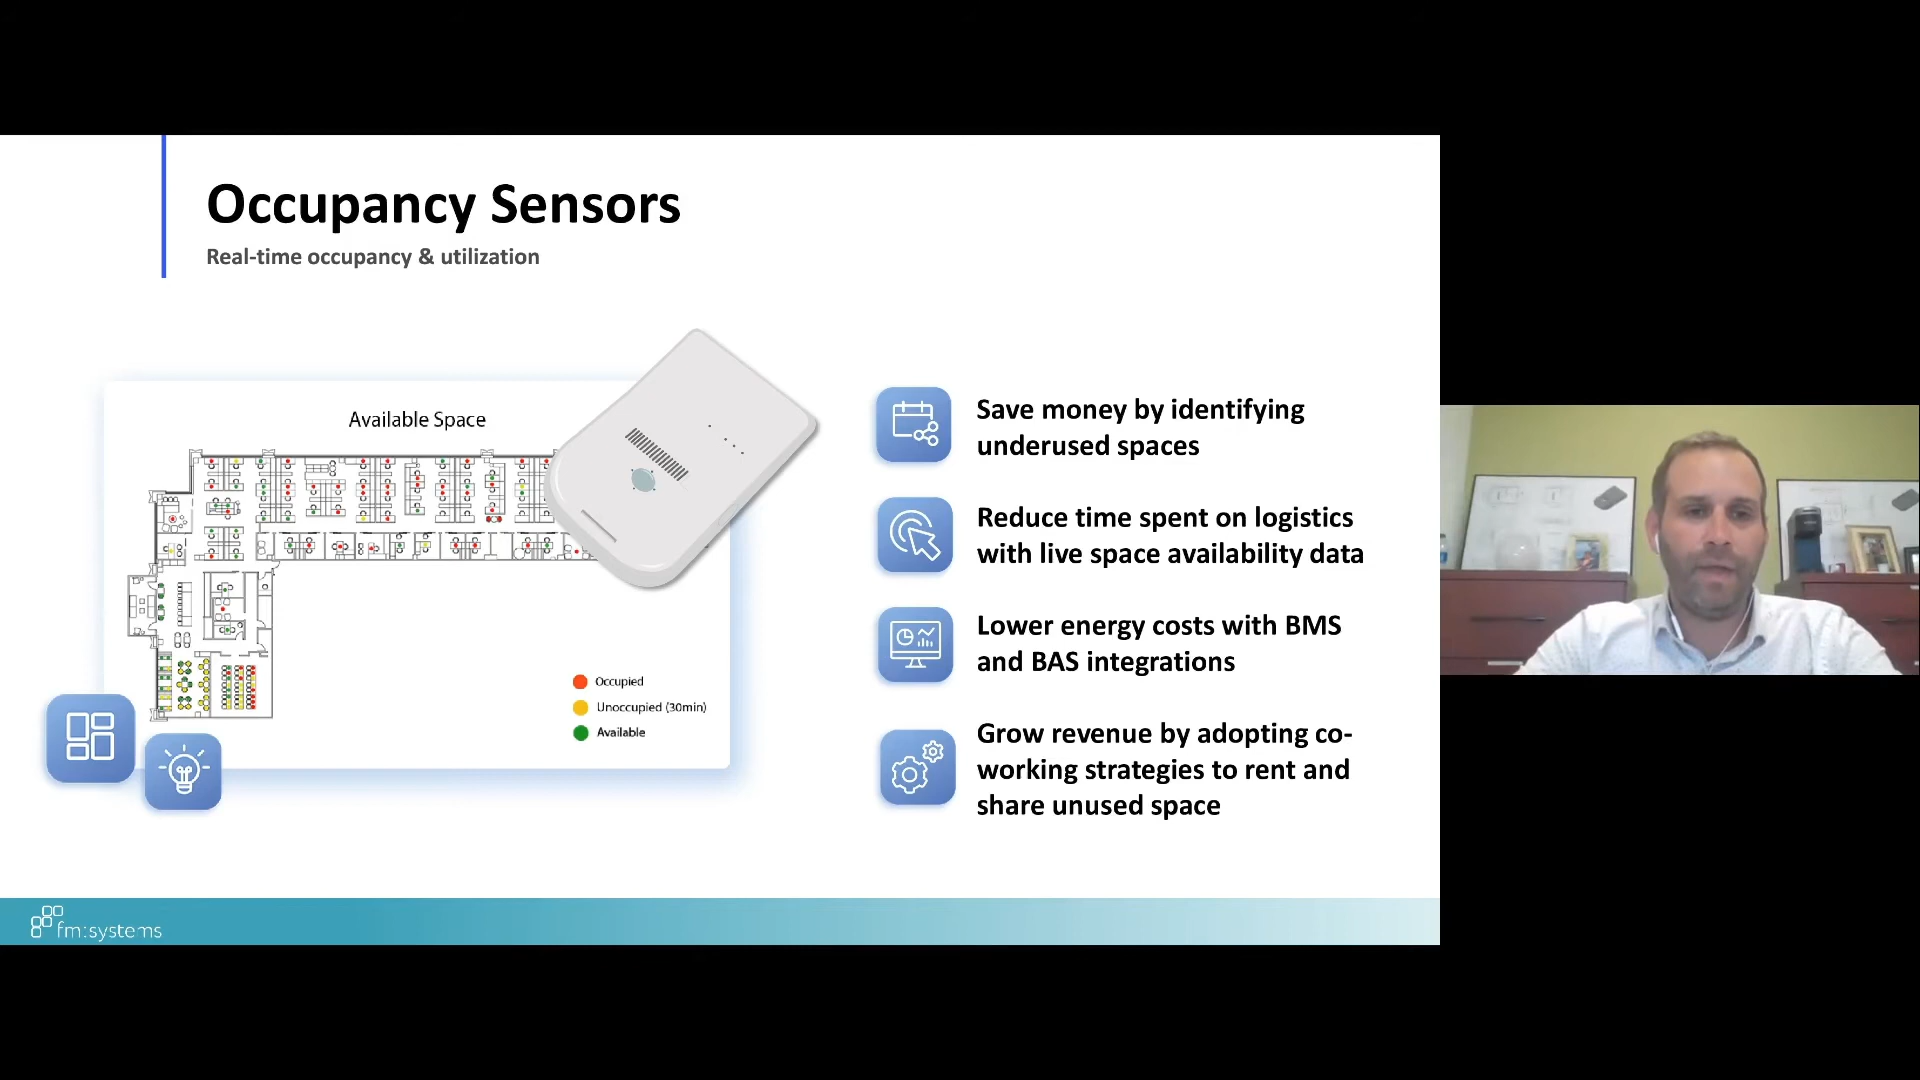 Occupancy Sensors
Real-time occupancy & utilization
Available Space
Occupied
Unoccupied (30min)
Available
Save money by identifying
underused spaces
Reduce time spent on logistics
with live space availability data
Lower energy costs with BMS
and BAS integrations
Grow revenue by adopting co-
working strategies to rent and
share unused space
fm:systems